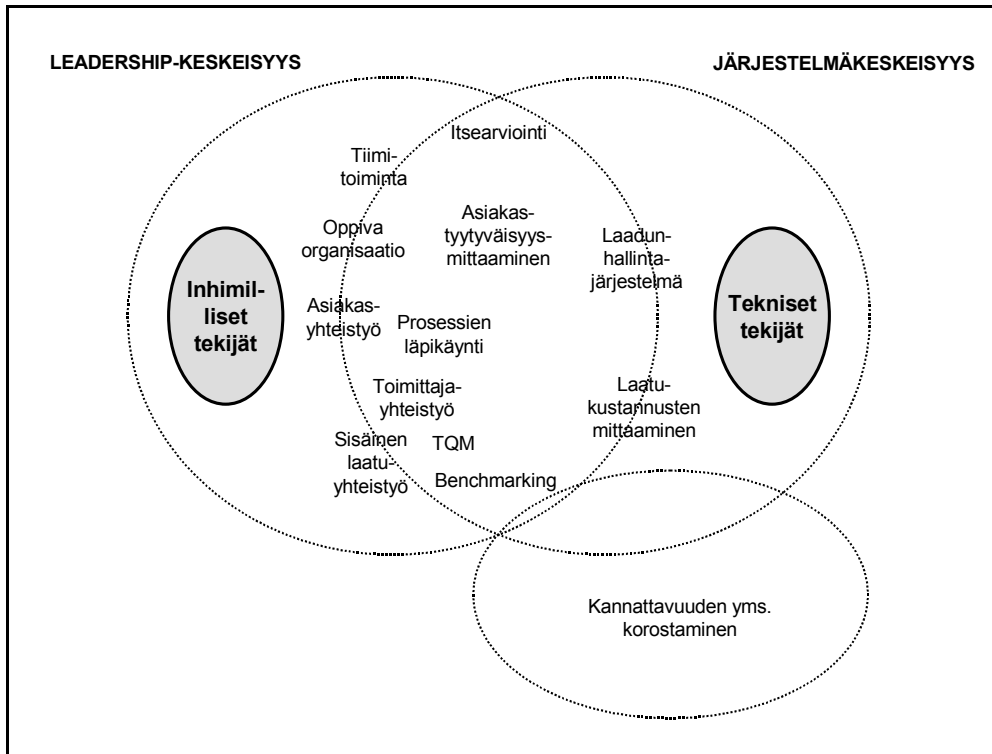 LEADERSHIP-KESKEISYYS
JÄRJESTELMÄKESKEISYYS
Itsearviointi
Tiimi-
toiminta
Oppiva
organisaatio
Asiakas-
tyytyväisyys-
mittaaminen
Laadun-
hallinta-
järjestelmä
Inhimil-
liset
tekijät
Asiakas-
yhteistyö
Prosessien
läpikäynti
Tekniset
tekijät
Toimittaja-
yhteistyö
Laatu-
kustannusten
mittaaminen
Sisäinen
laatu-
yhteistyö
TQM
Benchmarking
Kannattavuuden yms.
korostaminen